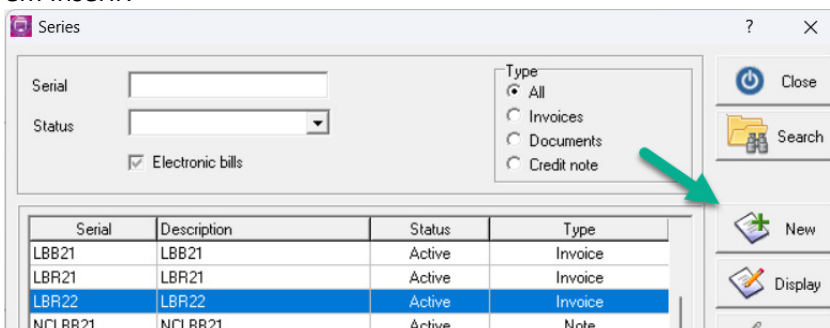 Series ? X
Type
Serial
All
Close
Status
Invoices
Documents
Search
Electronic bills
Credit note
Serial Description Status Type
New
LBB21 LBB21 Active Invoice
LBR21 LBR21 Active Invoice
Display
LBR22 LBR22 Active Invoice
NCLBB21 NCLBB21 Active Note